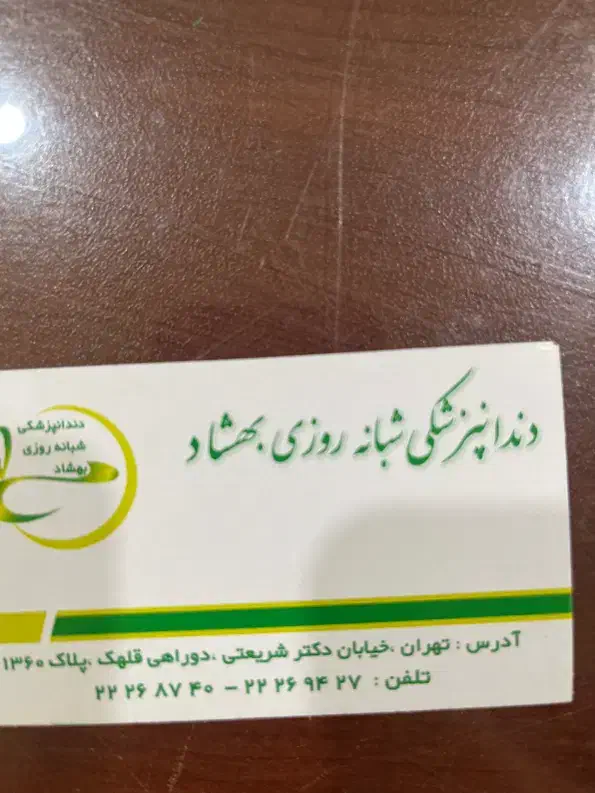 دندانپزشکی شبانه روزی بهشاد
دندانپزشکی
شبانه روزی
بهشاد
آدرس : تهران ،خیابان دکتر شریعتی ،دوراهی قلهک ،پلاک ۱۳۶۰
تلفن : ۲۲ ۲۶ ۹۴ ۲۷ – ۲۲ ۲۶ ۸۷ ۴۰